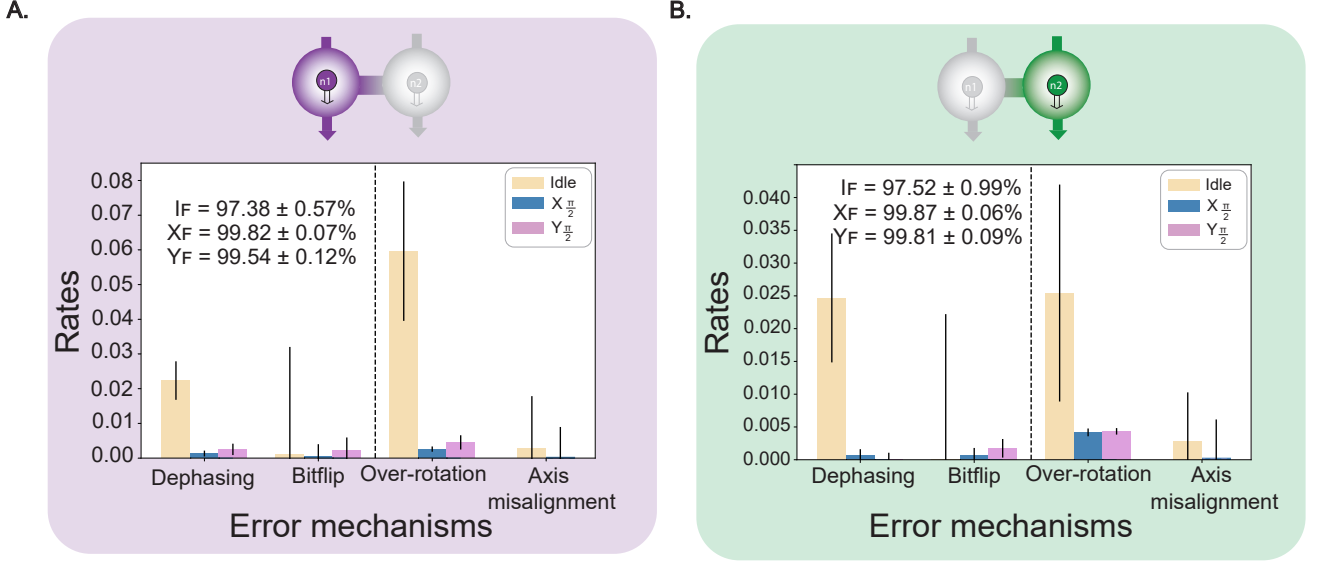 A.
n1
n2
0.08
0.07
0.06
0.05
0.04
0.03
0.02
0.01
0.00
Rates
IF = 97.38 ± 0.57%
XF = 99.82 ± 0.07%
YF = 99.54 ± 0.12%
Idle
X π/2
Y π/2
Dephasing
Bitflip
Over-rotation
Axis
misalignment
Error mechanisms
B.
n1
n2
0.040
0.035
0.030
0.025
0.020
0.015
0.010
0.005
0.000
Rates
IF = 97.52 ± 0.99%
XF = 99.87 ± 0.06%
YF = 99.81 ± 0.09%
Idle
X π/2
Y π/2
Dephasing
Bitflip
Over-rotation
Axis
misalignment
Error mechanisms